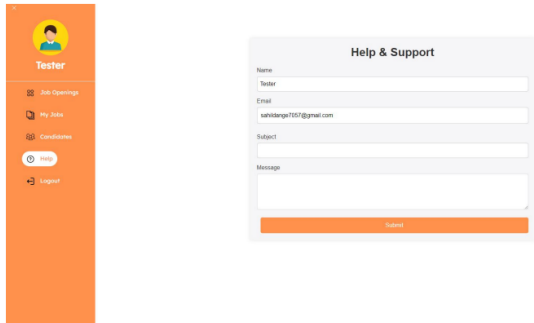 Tester
Job Openings
My Jobs
Candidates
Help
Logout
Help & Support
Name
Tester
Email
sahildange7057@gmail.com
Subject
Message
Submit